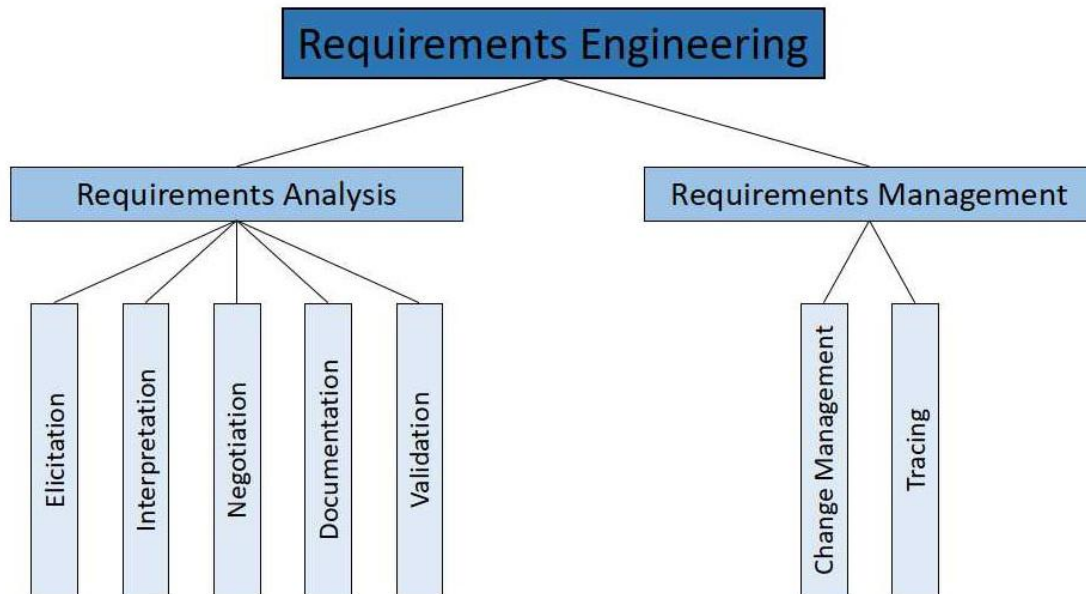 Requirements Engineering
Requirements Analysis
Requirements Management
Elicitation
Interpretation
Negotiation
Documentation
Validation
Change Management
Tracing